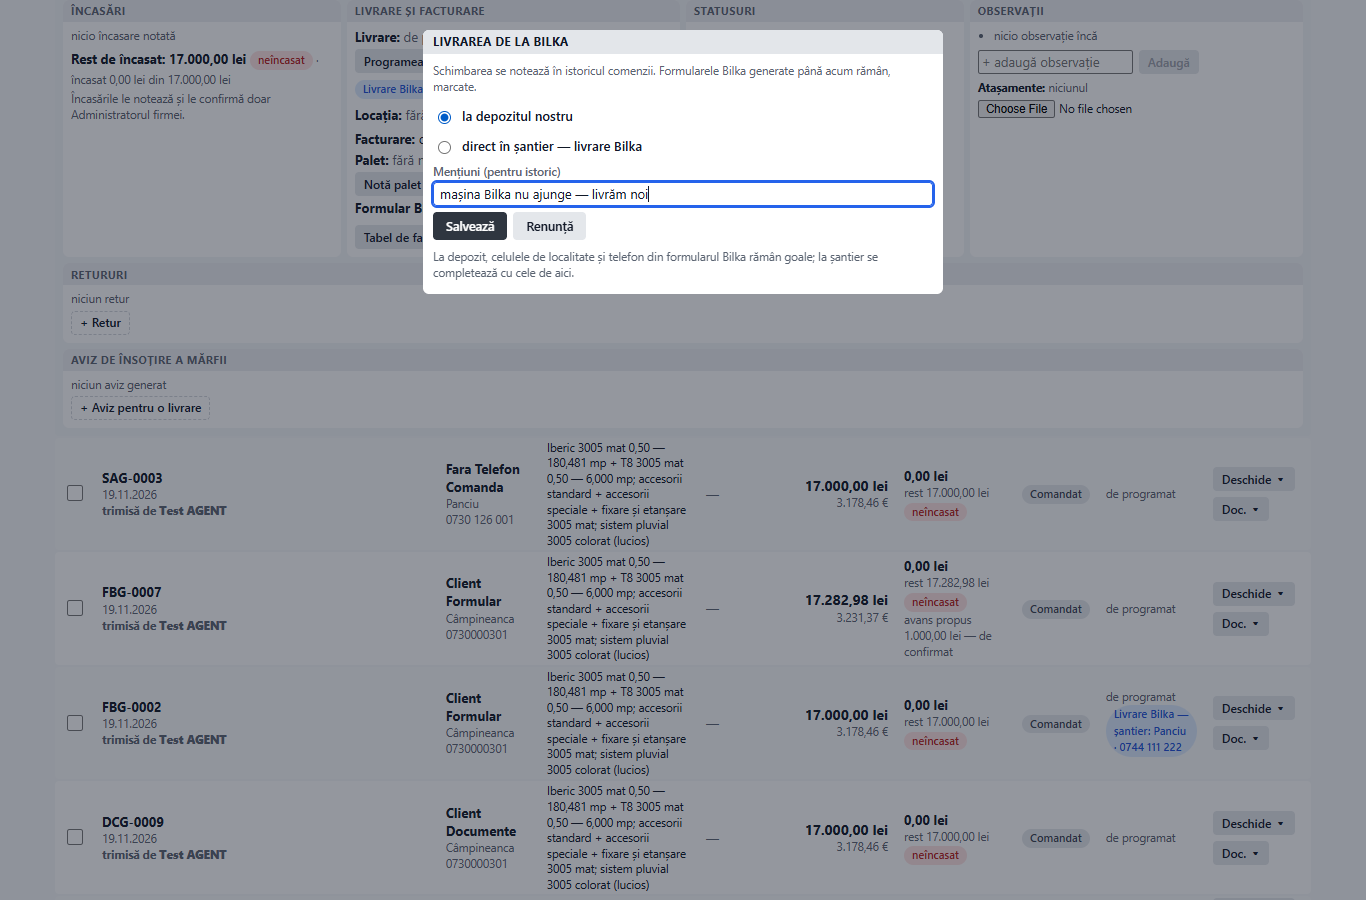 ÎNCASĂRI
nicio încasare notată
Rest de încasat: 17.000,00 lei neîncasat ·
încasat 0,00 lei din 17.000,00 lei
Încasările le notează și le confirmă doar
Administratorul firmei.
LIVRARE ȘI FACTURARE
Livrare: de
Programea
Livrare Bilka
Locația: fără
Facturare:
Palet: fără
Notă palet
Formular B
Tabel de fa
STATUSURI
OBSERVAȚII
nicio observație încă
+ adaugă observație
Adaugă
Atașamente: niciunul
Choose File No file chosen
LIVRAREA DE LA BILKA
Schimbarea se notează în istoricul comenzii. Formularele Bilka generate până acum rămân,
marcate.
la depozitul nostru
direct în șantier — livrare Bilka
Mențiuni (pentru istoric)
mașina Bilka nu ajunge — livrăm noi
Salvează
Renunță
La depozit, celulele de localitate și telefon din formularul Bilka rămân goale; la șantier se
completează cu cele de aici.
RETURURI
niciun retur
+ Retur
AVIZ DE ÎNSOȚIRE A MĂRFII
niciun aviz generat
+ Aviz pentru o livrare
SAG-0003
19.11.2026
trimisă de Test AGENT
Fara Telefon
Comanda
Panciu
0730 126 001
Iberic 3005 mat 0,50 —
180,481 mp + T8 3005 mat
0,50 — 6,000 mp; accesorii
standard + accesorii
speciale + fixare și etanșare
3005 mat; sistem pluvial
3005 colorat (lucios)
—
17.000,00 lei
3.178,46 €
0,00 lei
rest 17.000,00 lei
neîncasat
Comandat
de programat
Deschide
Doc.
FBG-0007
19.11.2026
trimisă de Test AGENT
Client
Formular
Câmpineanca
0730000301
Iberic 3005 mat 0,50 —
180,481 mp + T8 3005 mat
0,50 — 6,000 mp; accesorii
standard + accesorii
speciale + fixare și etanșare
3005 mat; sistem pluvial
3005 colorat (lucios)
—
17.282,98 lei
3.231,37 €
0,00 lei
rest 17.282,98 lei
neîncasat
avans propus
1.000,00 lei — de
confirmat
Comandat
de programat
Deschide
Doc.
FBG-0002
19.11.2026
trimisă de Test AGENT
Client
Formular
Câmpineanca
0730000301
Iberic 3005 mat 0,50 —
180,481 mp + T8 3005 mat
0,50 — 6,000 mp; accesorii
standard + accesorii
speciale + fixare și etanșare
3005 mat; sistem pluvial
3005 colorat (lucios)
—
17.000,00 lei
3.178,46 €
0,00 lei
rest 17.000,00 lei
neîncasat
Comandat
de programat
Livrare Bilka —
șantier: Panciu
· 0744 111 222
Deschide
Doc.
DCG-0009
19.11.2026
trimisă de Test AGENT
Client
Documente
Câmpineanca
0730000301
Iberic 3005 mat 0,50 —
180,481 mp + T8 3005 mat
0,50 — 6,000 mp; accesorii
standard + accesorii
speciale + fixare și etanșare
3005 mat; sistem pluvial
3005 colorat (lucios)
—
17.000,00 lei
3.178,46 €
0,00 lei
rest 17.000,00 lei
neîncasat
Comandat
de programat
Deschide
Doc.